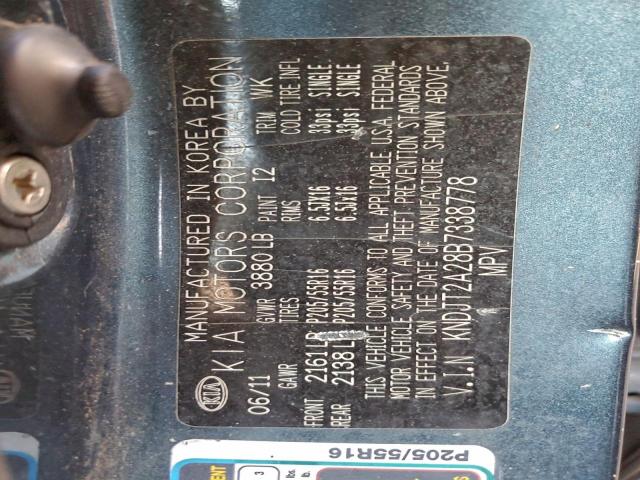 MANUFACTURED IN KOREA BY
KIA MOTORS CORPORATION
06/11 GVWR 3880 LB PAINT I2 TRIM WK
GAWR TIRES RIMS COLD TIRE INFL
FRONT 2161 LB P205/55R16 6.5JX16 33psi SINGLE
REAR 2138 L P205/55R16 6.5JX16 33psi SINGLE
THIS VEHICLE CONFORMS TO ALL APPLICABLE U.S.A. FEDERAL
MOTOR VEHICLE SAFETY AND THEFT PREVENTION STANDARDS
IN EFFECT ON THE DATE OF MANUFACTURE SHOWN ABOVE.
V.I.N KNDJT2A28B7338778
MPV
KIA
P205/55R16
3